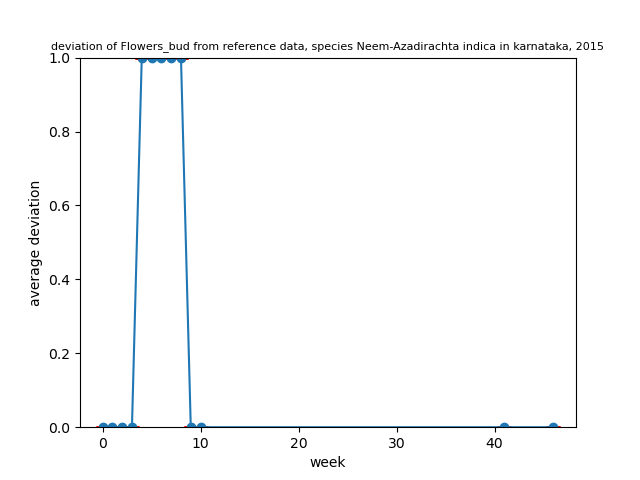 deviation of Flowers_bud from reference data, species Neem-Azadirachta indica in karnataka, 2015
1.0
0.8
0.6
0.4
0.2
0.0
average deviation
0 10 20 30 40
week